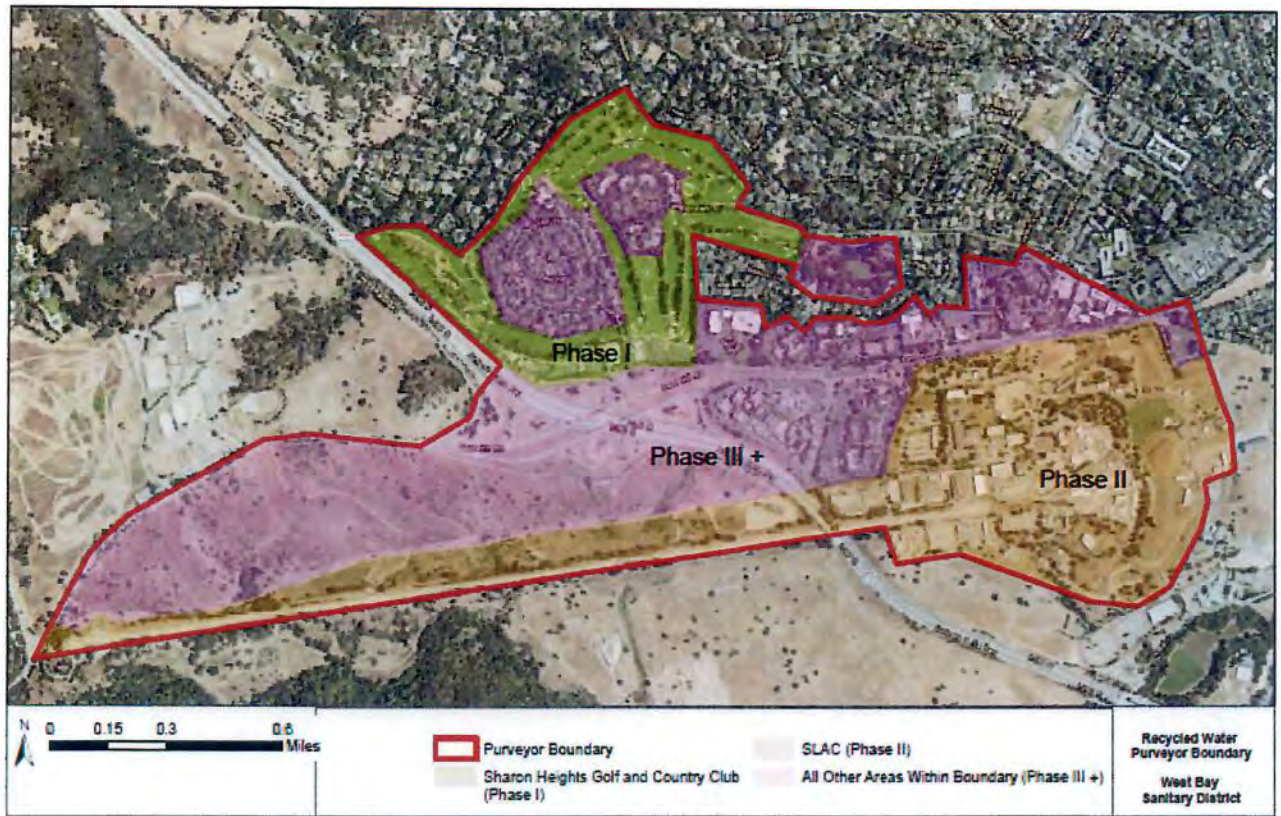 Phase I
Phase III +
Phase II
N
0 0.15 0.3 0.6
Miles
Purveyor Boundary
Sharon Heights Golf and Country Club
(Phase I)
SLAC (Phase II)
All Other Areas Within Boundary (Phase III +)
Recycled Water
Purveyor Boundary
West Bay
Sanitary District